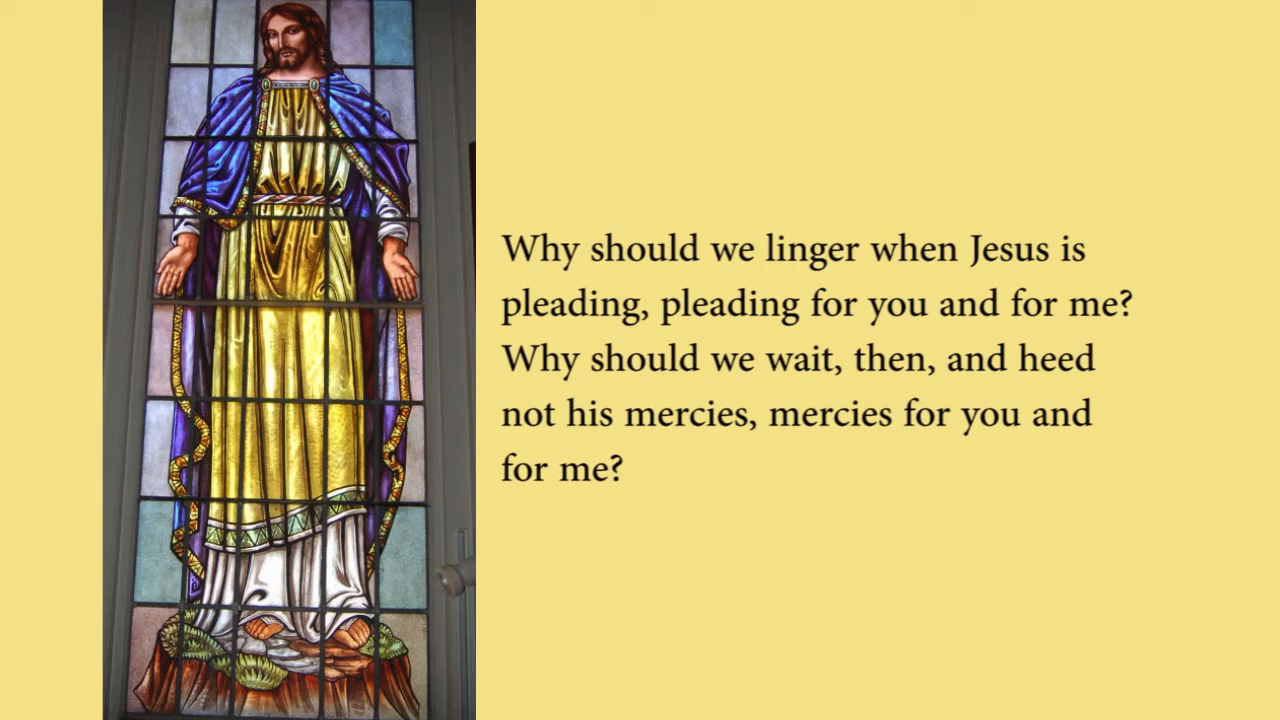 Why should we linger when Jesus is
pleading, pleading for you and for me?
Why should we wait, then, and heed
not his mercies, mercies for you and
for me?